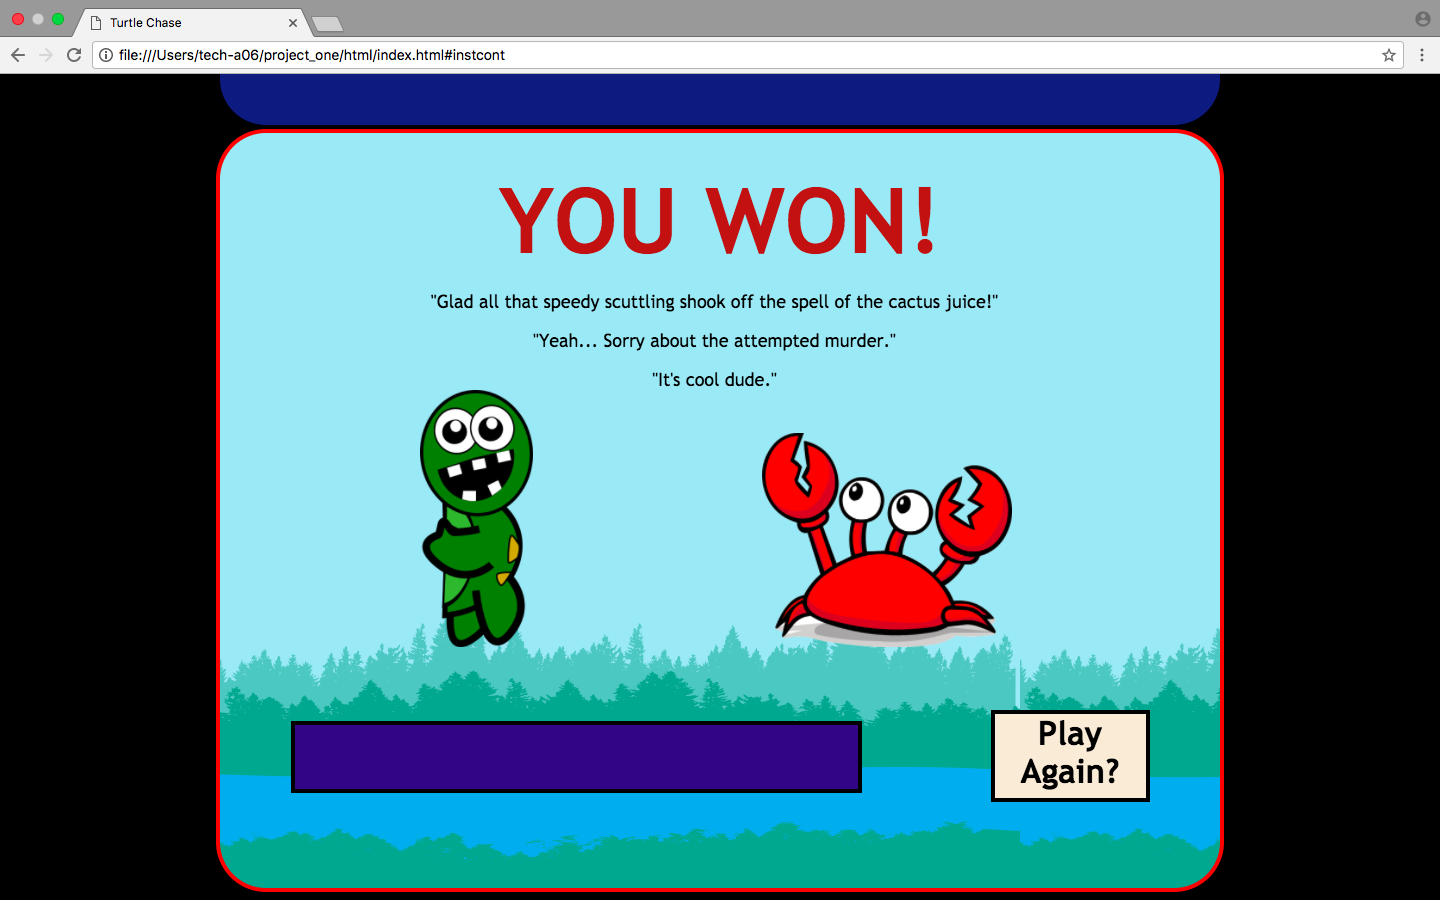 Turtle Chase
file:///Users/tech-a06/project_one/html/index.html#instcont
YOU WON!
"Glad all that speedy scuttling shook off the spell of the cactus juice!"
"Yeah... Sorry about the attempted murder."
"It's cool dude."
Play
Again?